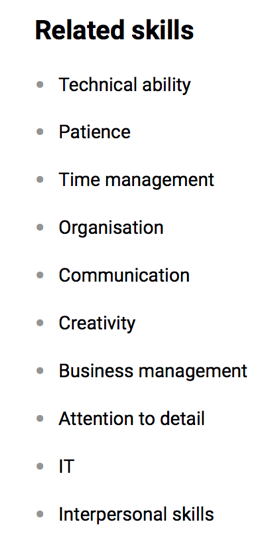 Related skills
Technical ability
Patience
Time management
Organisation
Communication
Creativity
Business management
Attention to detail
IT
Interpersonal skills